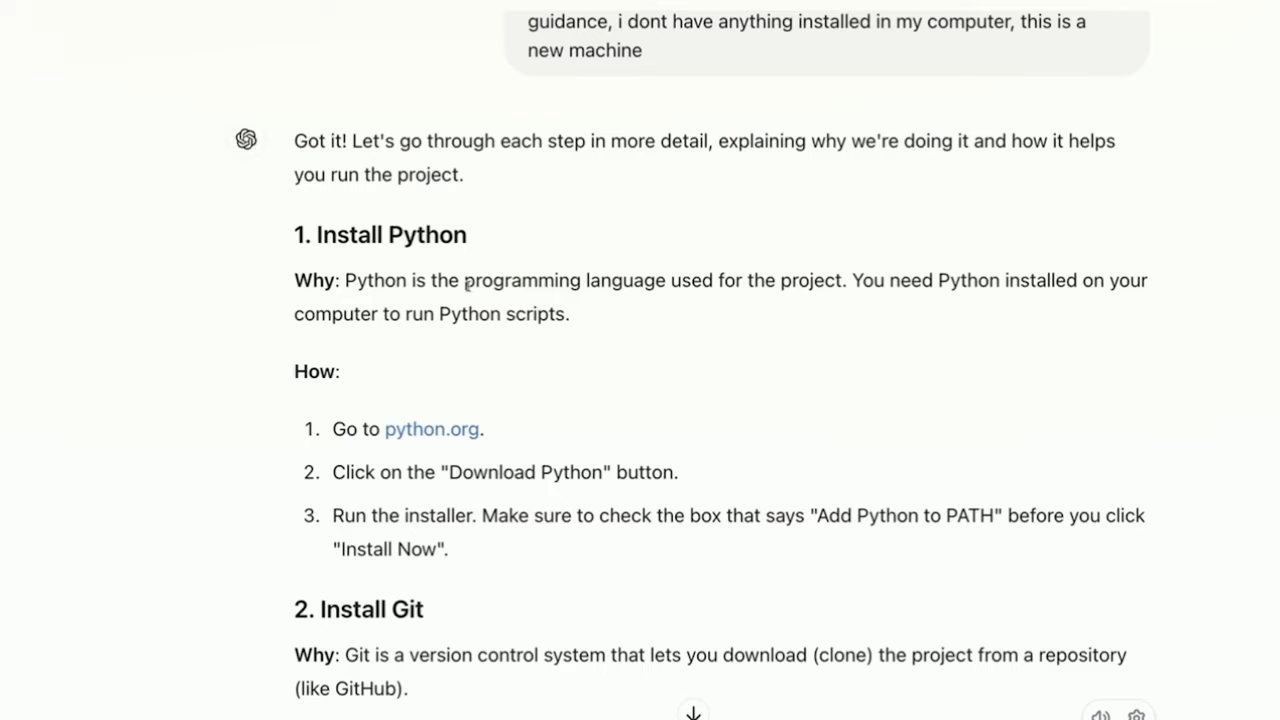 guidance, i dont have anything installed in my computer, this is a
new machine
Got it! Let's go through each step in more detail, explaining why we're doing it and how it helps
you run the project.
1. Install Python
Why: Python is the programming language used for the project. You need Python installed on your
computer to run Python scripts.
How:
1. Go to python.org.
2. Click on the "Download Python" button.
3. Run the installer. Make sure to check the box that says "Add Python to PATH" before you click
"Install Now".
2. Install Git
Why: Git is a version control system that lets you download (clone) the project from a repository
(like GitHub).